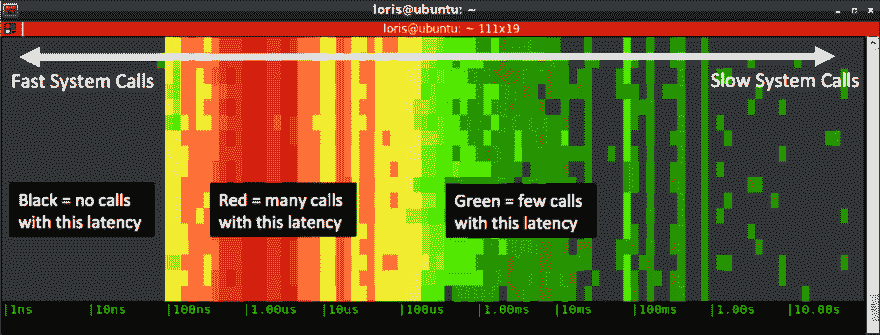 loris@ubuntu: ~
loris@ubuntu: ~ 111x19
Fast System Calls
Slow System Calls
Black = no calls
with this latency
Red = many calls
with this latency
Green = few calls
with this latency
|1ns |10ns |100ns |1.00us |10us |100us |1.00ms |10ms |100ms |1.00s |10.00s